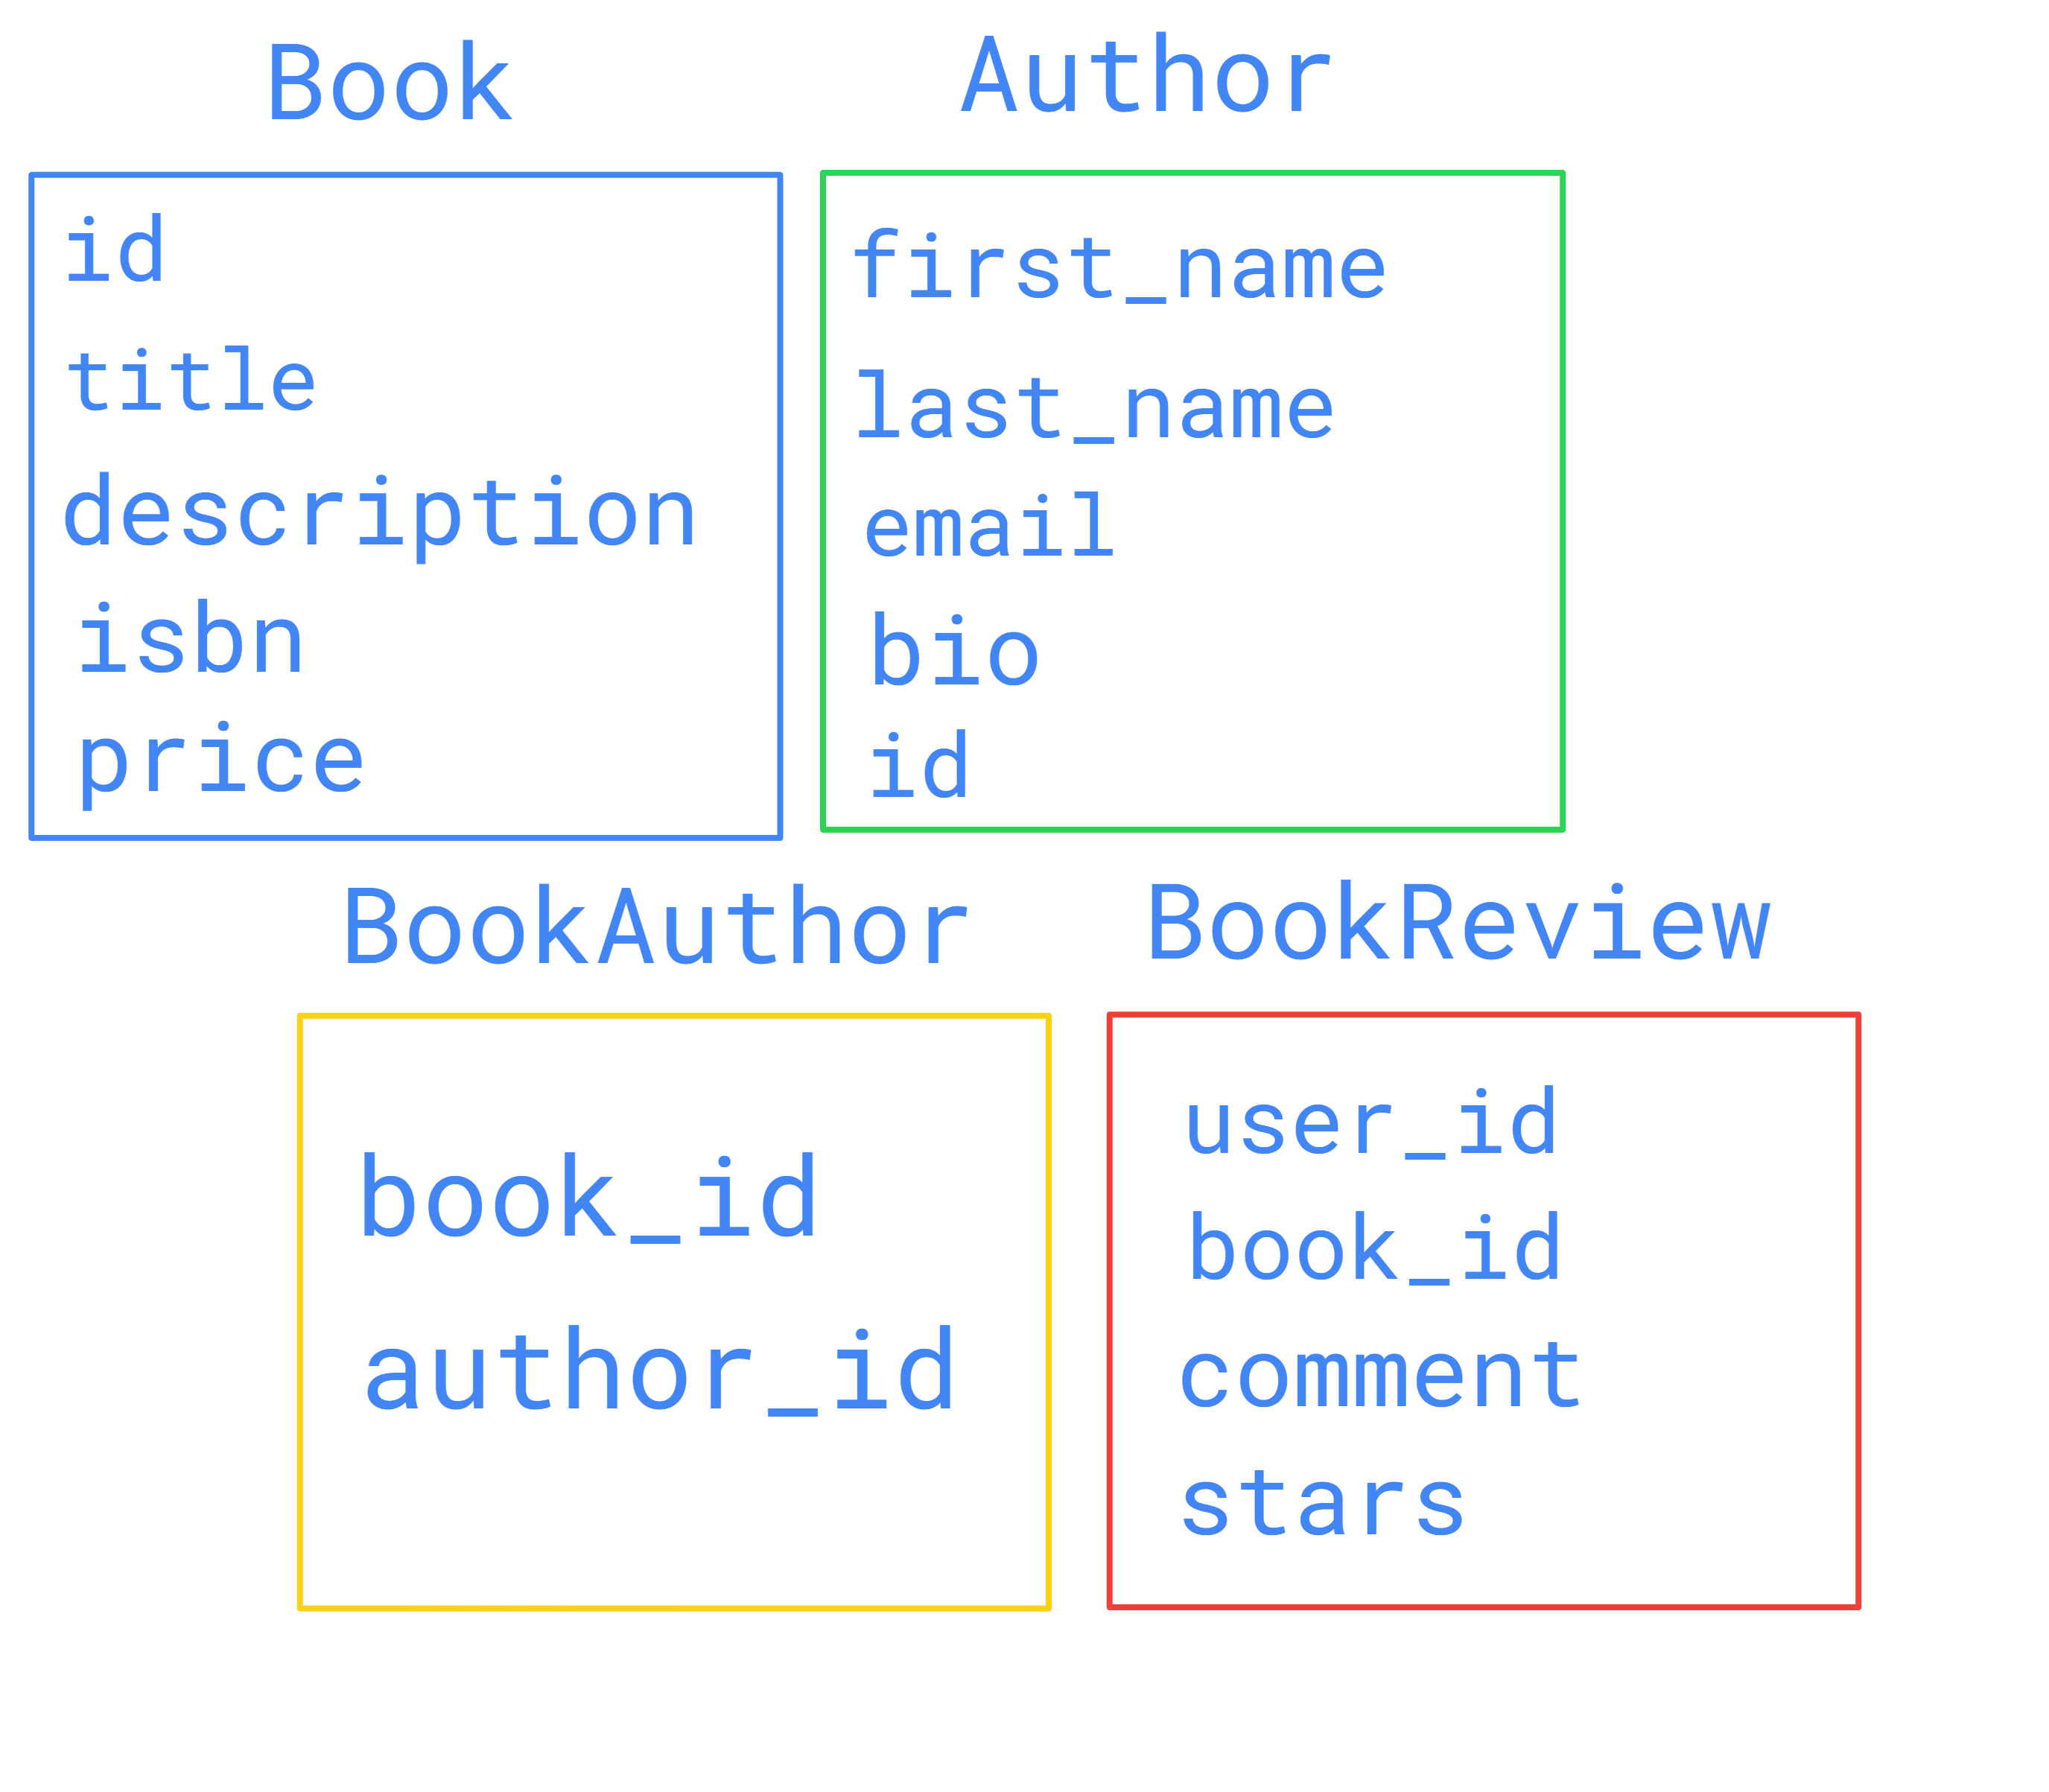 Book
id
title
description
isbn
price
Author
first_name
last_name
email
bio
id
BookAuthor
book_id
author_id
BookReview
user_id
book_id
comment
stars